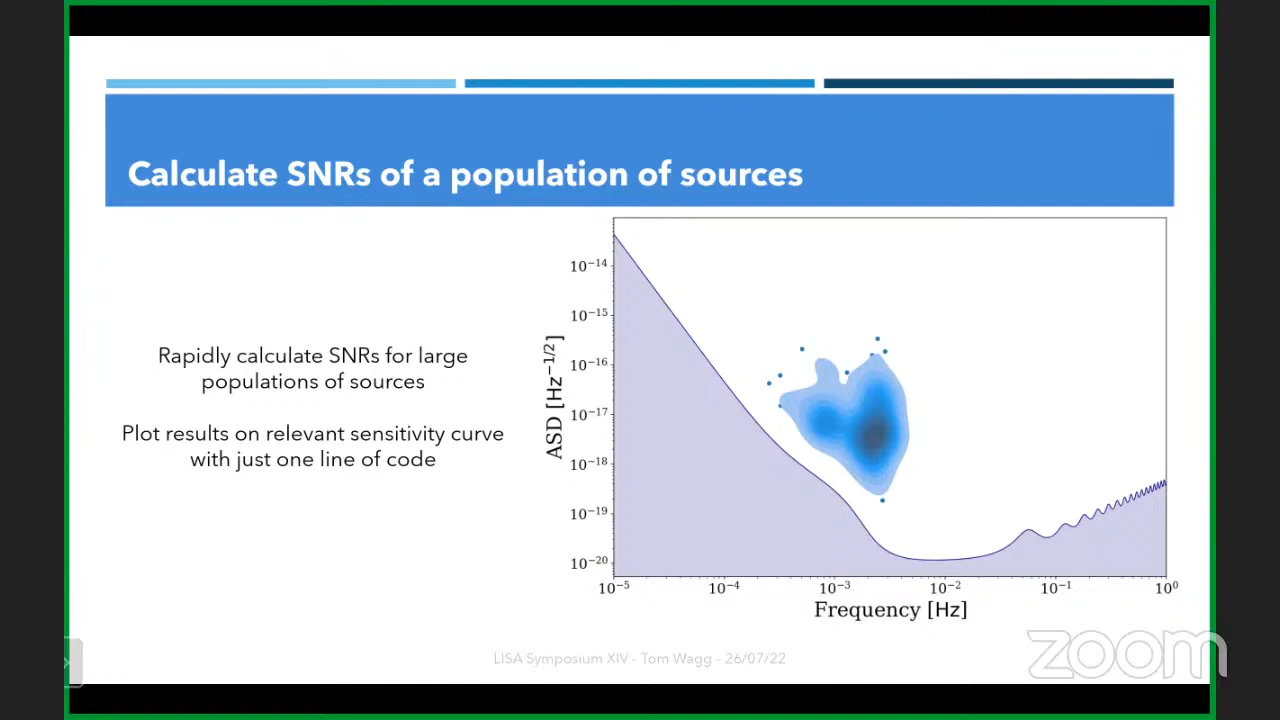 Calculate SNRs of a population of sources
Rapidly calculate SNRs for large
populations of sources
Plot results on relevant sensitivity curve
with just one line of code
ASD [Hz⁻¹/²]
10⁻¹⁴
10⁻¹⁵
10⁻¹⁶
10⁻¹⁷
10⁻¹⁸
10⁻¹⁹
10⁻²⁰
10⁻⁵ 10⁻⁴ 10⁻³ 10⁻² 10⁻¹ 10⁰
Frequency [Hz]
LISA Symposium XIV - Tom Wagg - 26/07/22
zoom